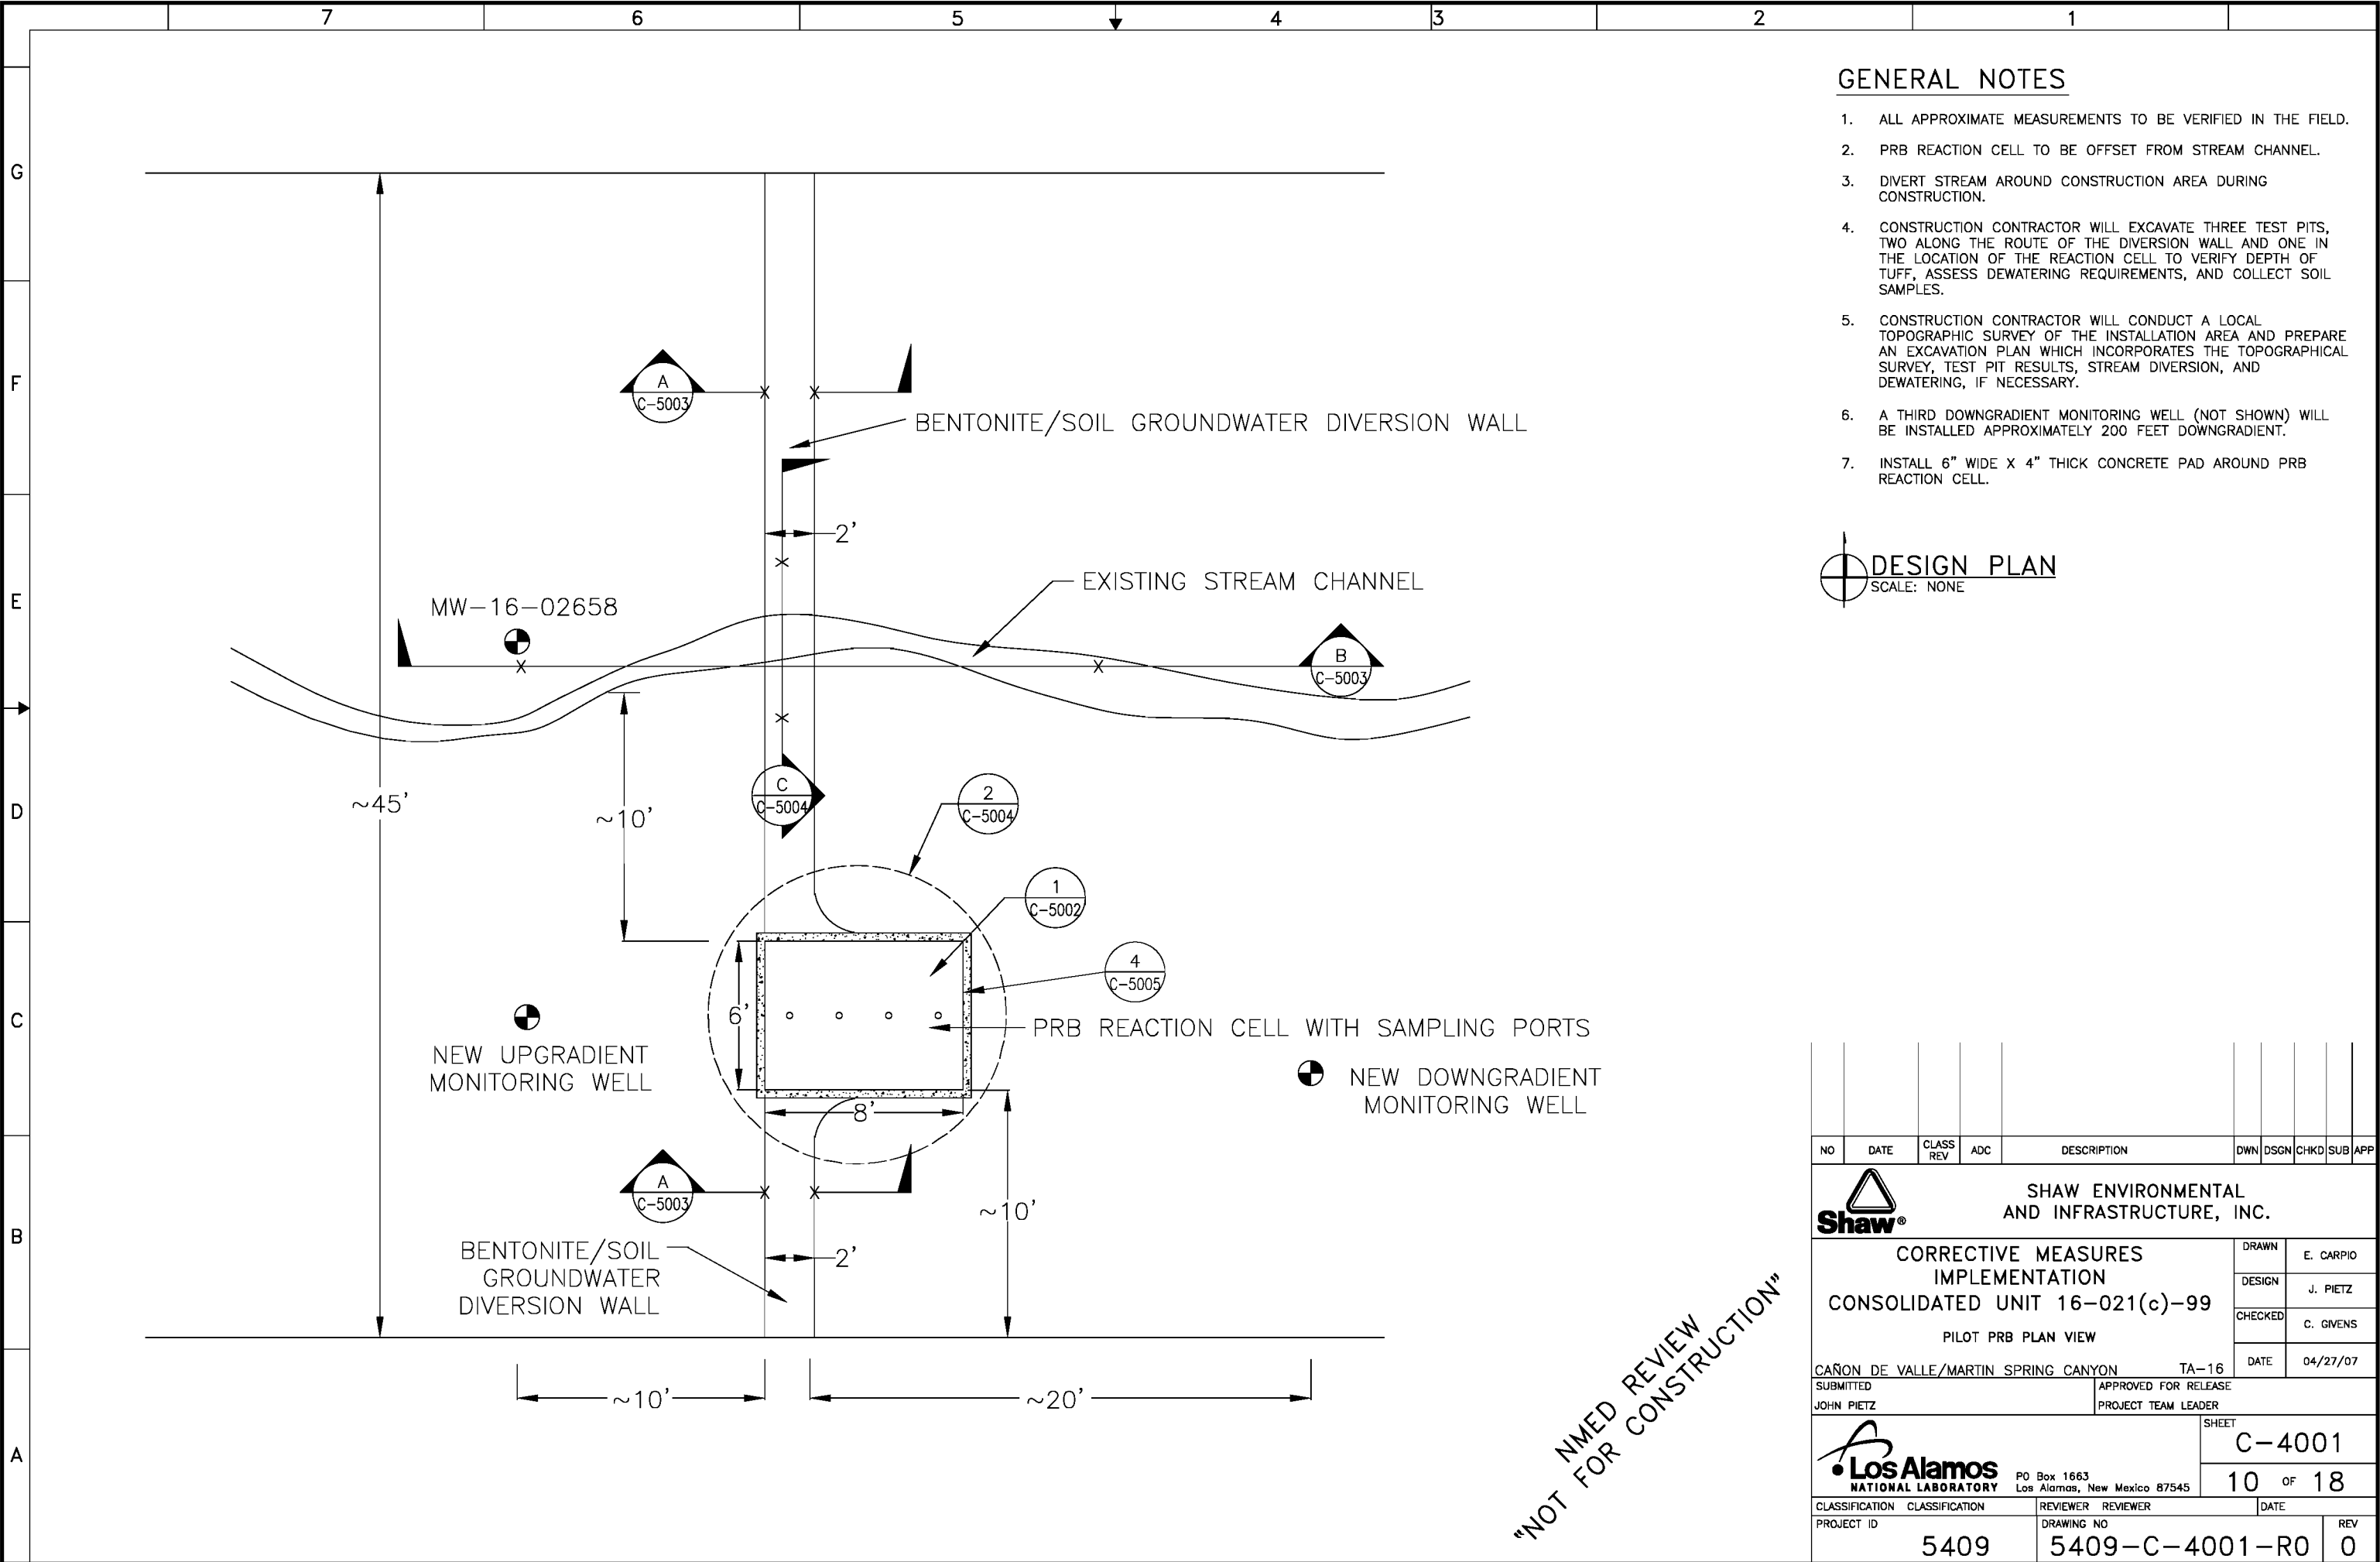 7 6 5 4 3 2 1
G
F
E
D
C
B
A
GENERAL NOTES
1. ALL APPROXIMATE MEASUREMENTS TO BE VERIFIED IN THE FIELD.
2. PRB REACTION CELL TO BE OFFSET FROM STREAM CHANNEL.
3. DIVERT STREAM AROUND CONSTRUCTION AREA DURING
CONSTRUCTION.
4. CONSTRUCTION CONTRACTOR WILL EXCAVATE THREE TEST PITS,
TWO ALONG THE ROUTE OF THE DIVERSION WALL AND ONE IN
THE LOCATION OF THE REACTION CELL TO VERIFY DEPTH OF
TUFF, ASSESS DEWATERING REQUIREMENTS, AND COLLECT SOIL
SAMPLES.
5. CONSTRUCTION CONTRACTOR WILL CONDUCT A LOCAL
TOPOGRAPHIC SURVEY OF THE INSTALLATION AREA AND PREPARE
AN EXCAVATION PLAN WHICH INCORPORATES THE TOPOGRAPHICAL
SURVEY, TEST PIT RESULTS, STREAM DIVERSION, AND
DEWATERING, IF NECESSARY.
6. A THIRD DOWNGRADIENT MONITORING WELL (NOT SHOWN) WILL
BE INSTALLED APPROXIMATELY 200 FEET DOWNGRADIENT.
7. INSTALL 6" WIDE X 4" THICK CONCRETE PAD AROUND PRB
REACTION CELL.
DESIGN PLAN
SCALE: NONE
A
C-5003
BENTONITE/SOIL GROUNDWATER DIVERSION WALL
2'
EXISTING STREAM CHANNEL
MW-16-02658
B
C-5003
~45'
~10'
C
C-5004
2
C-5004
1
C-5002
4
C-5005
6'
PRB REACTION CELL WITH SAMPLING PORTS
NEW UPGRADIENT
MONITORING WELL
NEW DOWNGRADIENT
MONITORING WELL
8'
A
C-5003
~10'
BENTONITE/SOIL
GROUNDWATER
DIVERSION WALL
2'
~10'
~20'
NMED REVIEW
"NOT FOR CONSTRUCTION"
NO DATE CLASS REV ADC DESCRIPTION DWN DSGN CHKD SUB APP
Shaw®
SHAW ENVIRONMENTAL
AND INFRASTRUCTURE, INC.
CORRECTIVE MEASURES
IMPLEMENTATION
CONSOLIDATED UNIT 16-021(c)-99
PILOT PRB PLAN VIEW
CAÑON DE VALLE/MARTIN SPRING CANYON TA-16
DRAWN E. CARPIO
DESIGN J. PIETZ
CHECKED C. GIVENS
DATE 04/27/07
SUBMITTED
JOHN PIETZ
APPROVED FOR RELEASE
PROJECT TEAM LEADER
Los Alamos
NATIONAL LABORATORY
PO Box 1663
Los Alamos, New Mexico 87545
SHEET
C-4001
10 OF 18
CLASSIFICATION CLASSIFICATION REVIEWER REVIEWER DATE
PROJECT ID
5409
DRAWING NO
5409-C-4001-R0
REV
0